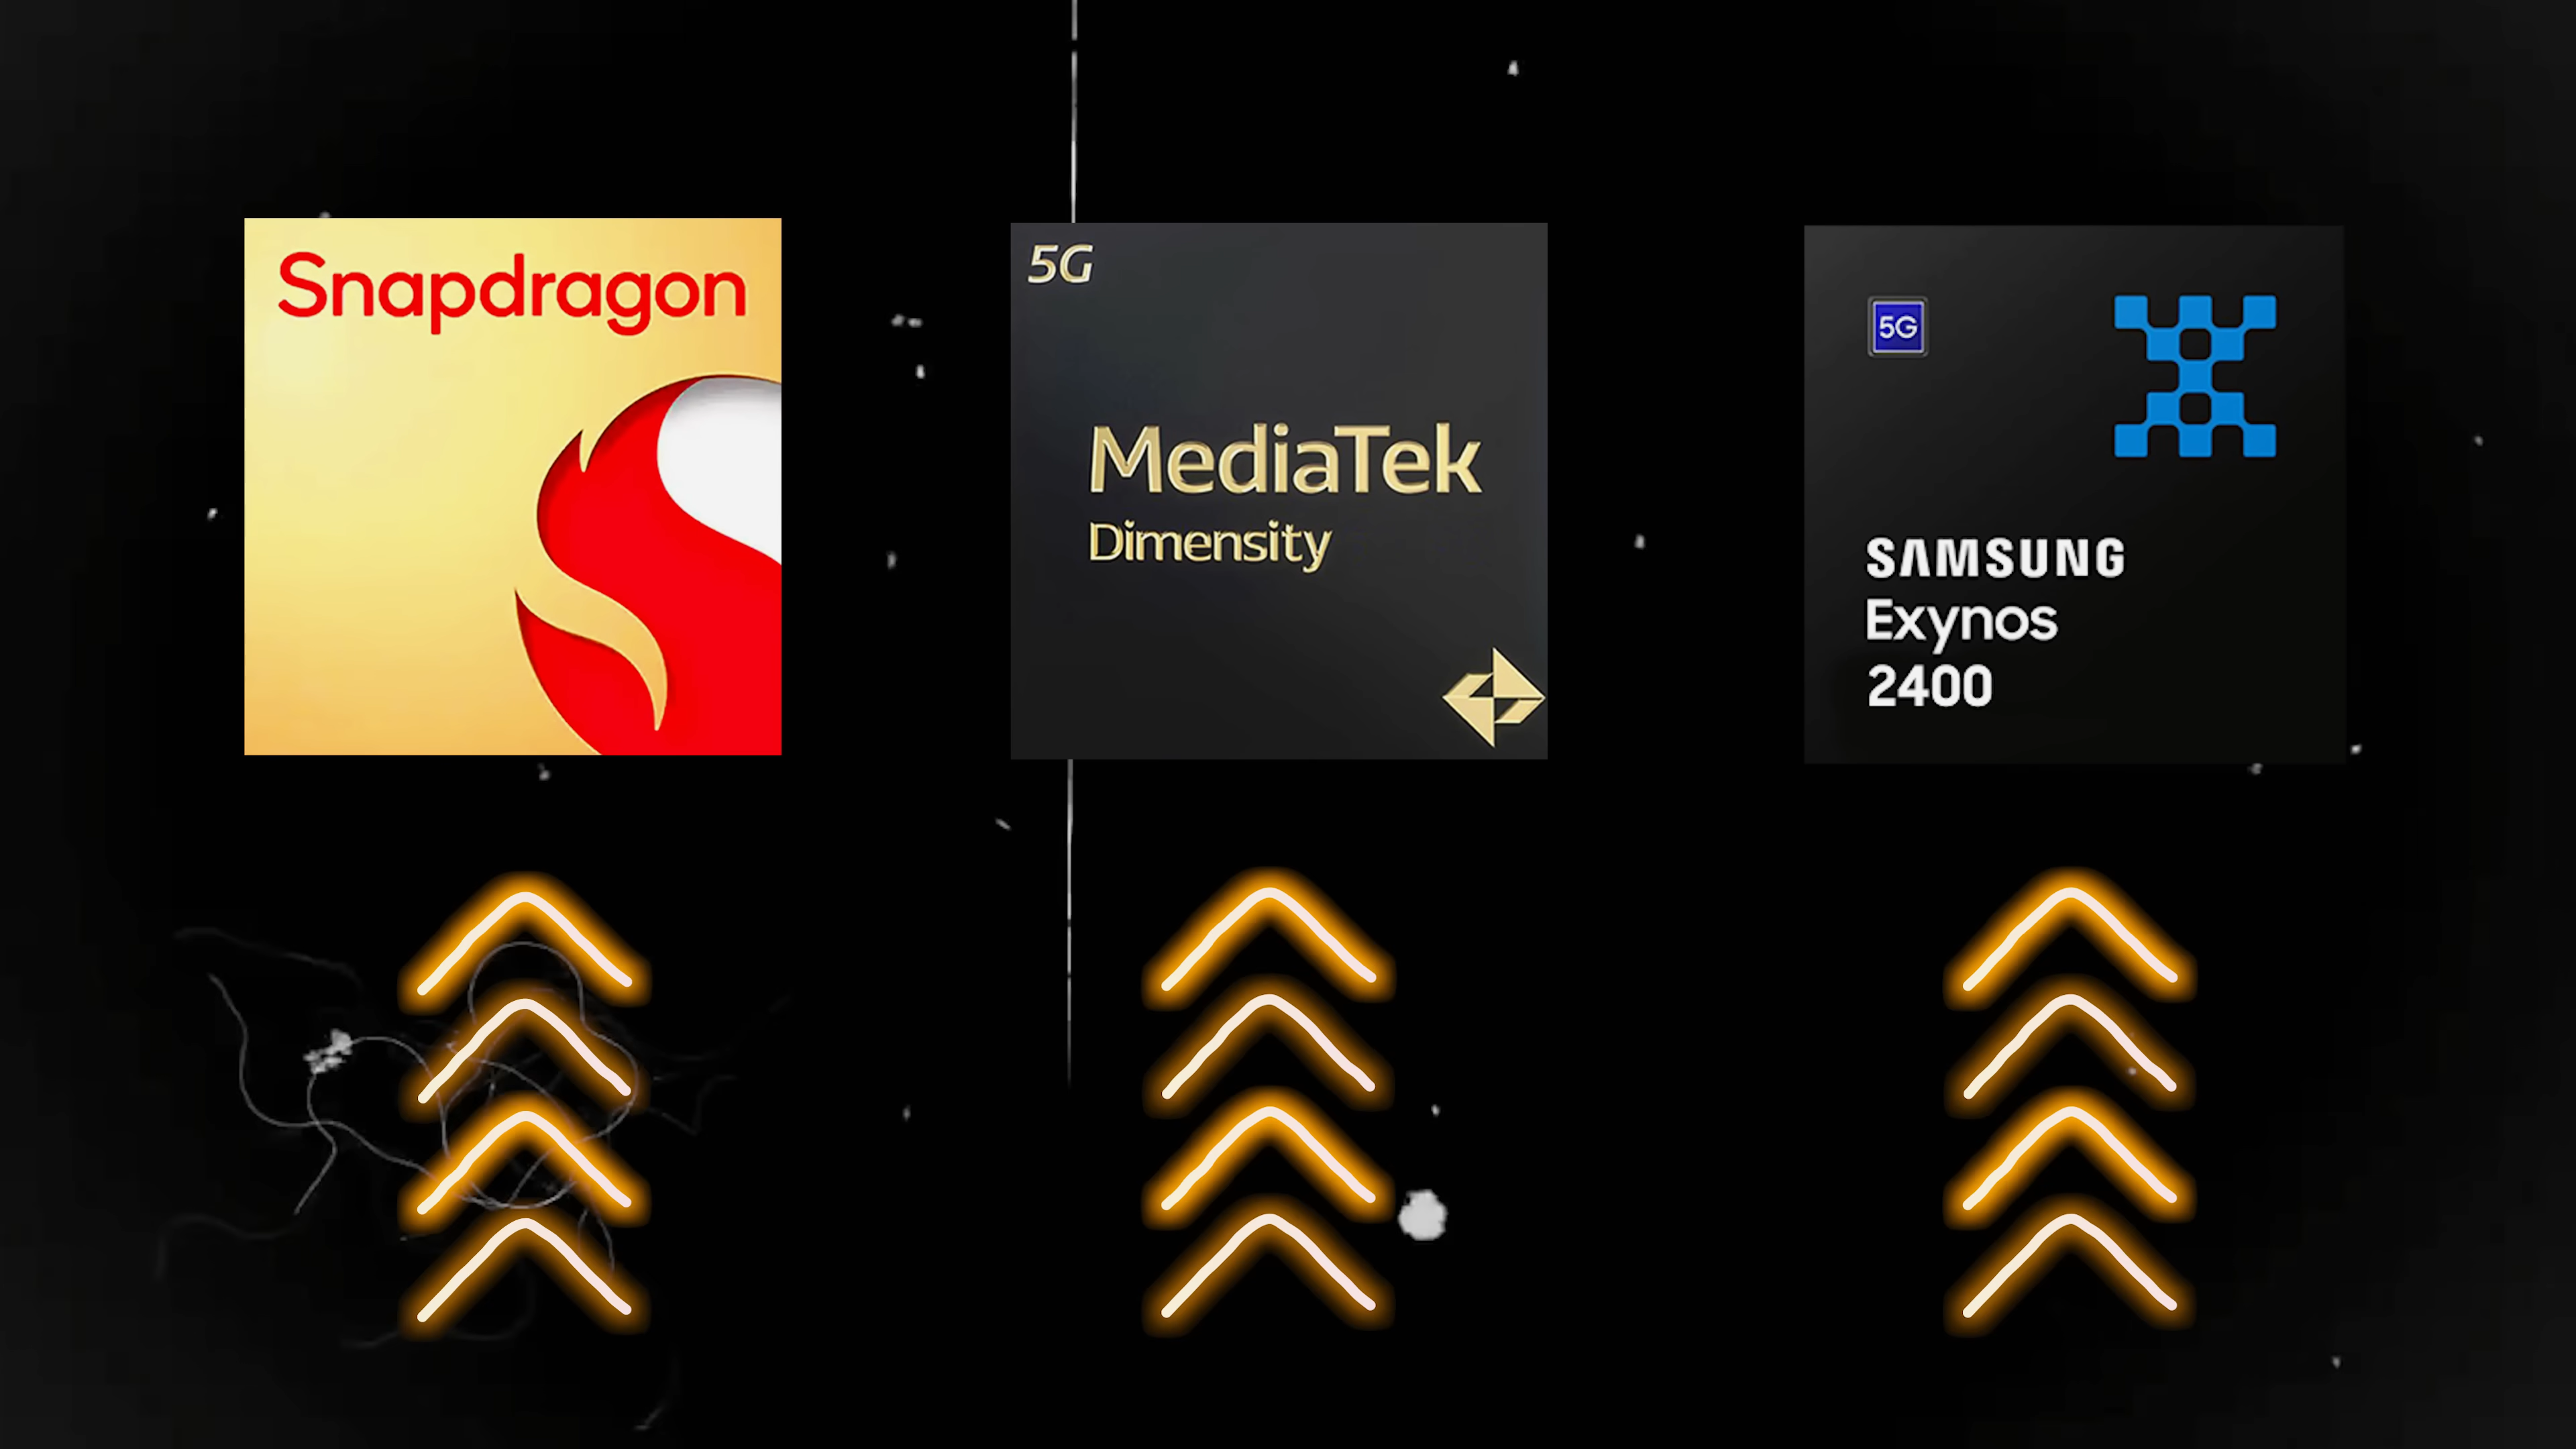 Snapdragon
5G
MediaTek
Dimensity
5G
SAMSUNG
Exynos
2400